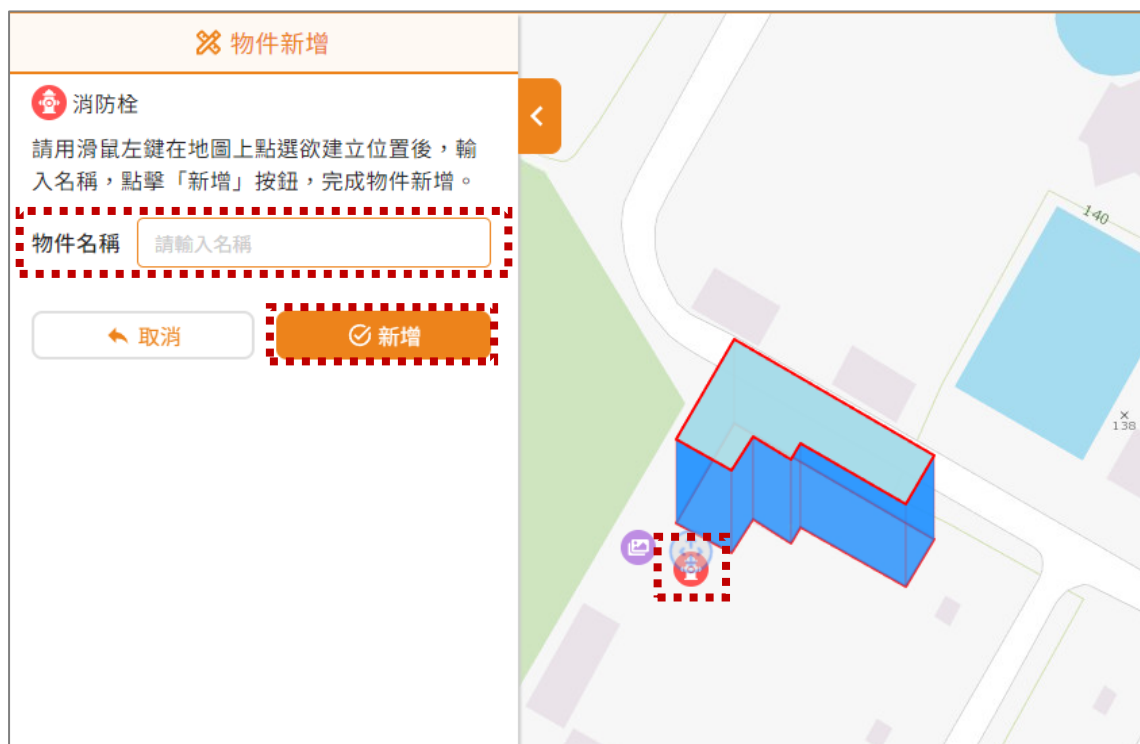 物件新增
消防栓
請用滑鼠左鍵在地圖上點選欲建立位置後，輸
入名稱，點擊「新增」按鈕，完成物件新增。
物件名稱 請輸入名稱
取消 新增
140
138